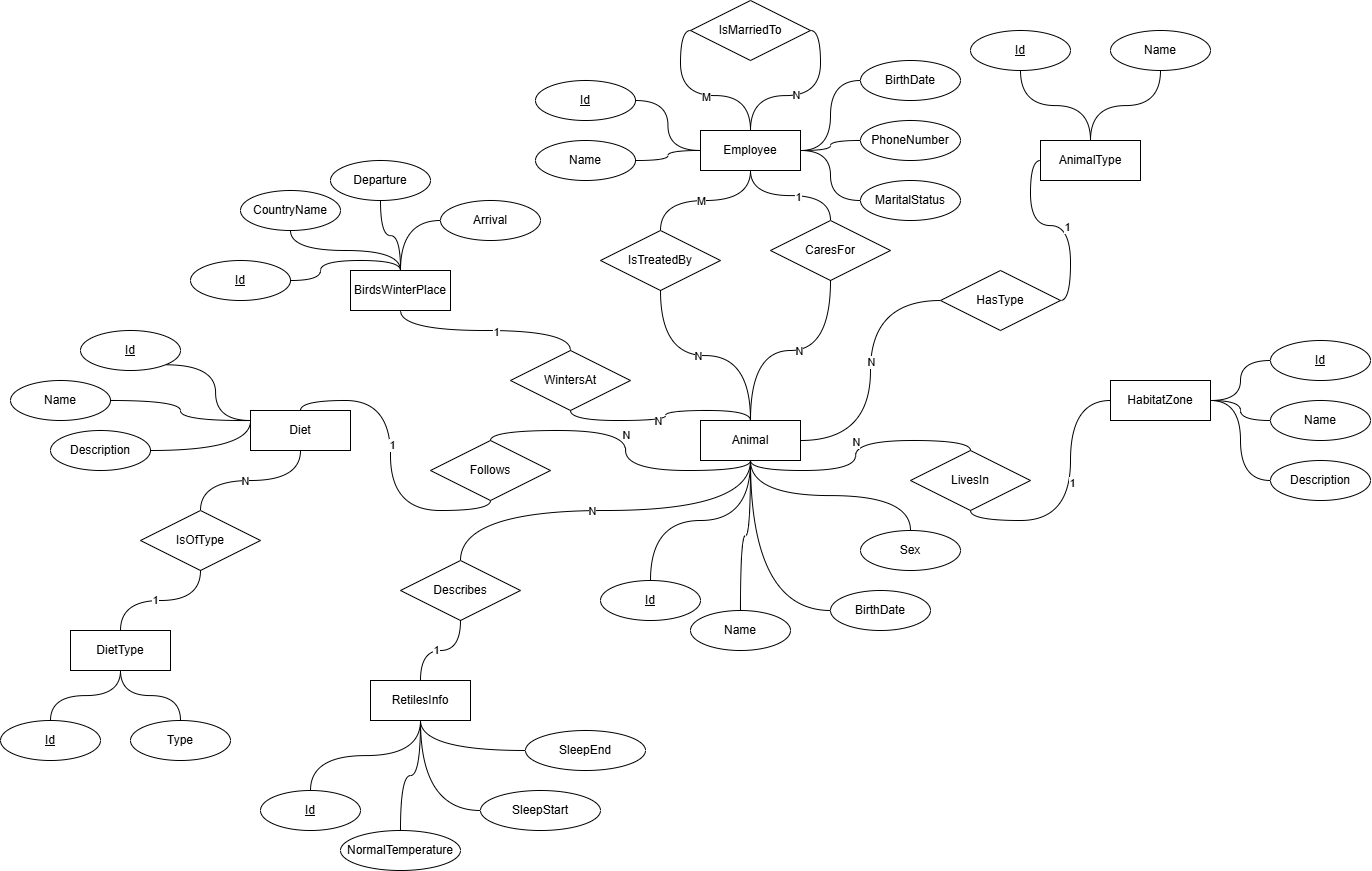 IsMarriedTo
Id
Name
M
N
BirthDate
Id
Employee
PhoneNumber
Name
AnimalType
Departure
MaritalStatus
M
1
CountryName
Arrival
1
IsTreatedBy
CaresFor
Id
BirdsWinterPlace
HasType
1
N
N
N
Id
WintersAt
HabitatZone
Id
Name
Name
N
Diet
Animal
N
N
Description
1
Follows
LivesIn
Description
N
1
N
IsOfType
Sex
Describes
Id
1
BirthDate
Name
DietType
1
RetilesInfo
Id
Type
SleepEnd
Id
SleepStart
NormalTemperature